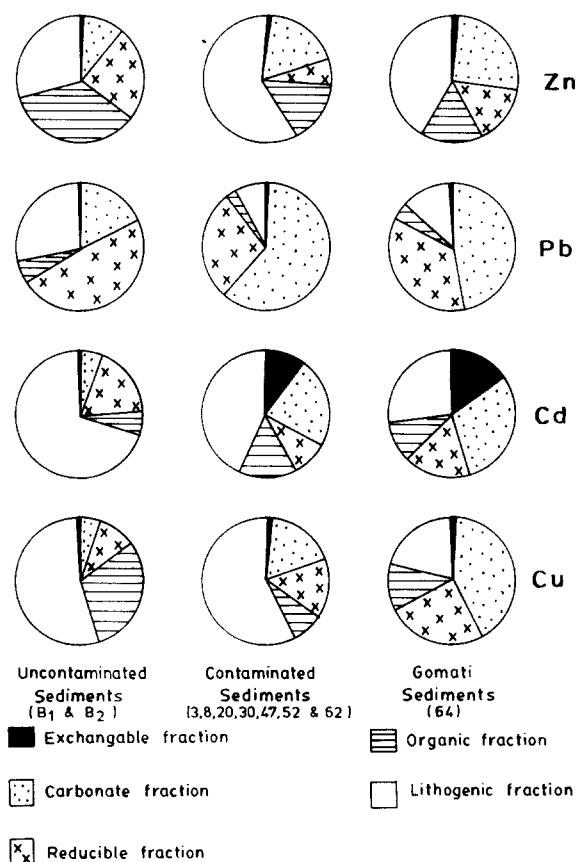 Zn
Pb
Cd
Cu
Uncontaminated
Sediments
(B1 & B2)
Contaminated
Sediments
(3,8,20,30,47,52 & 62)
Gomati
Sediments
(64)
Exchangable fraction
Organic fraction
Carbonate fraction
Lithogenic fraction
Reducible fraction